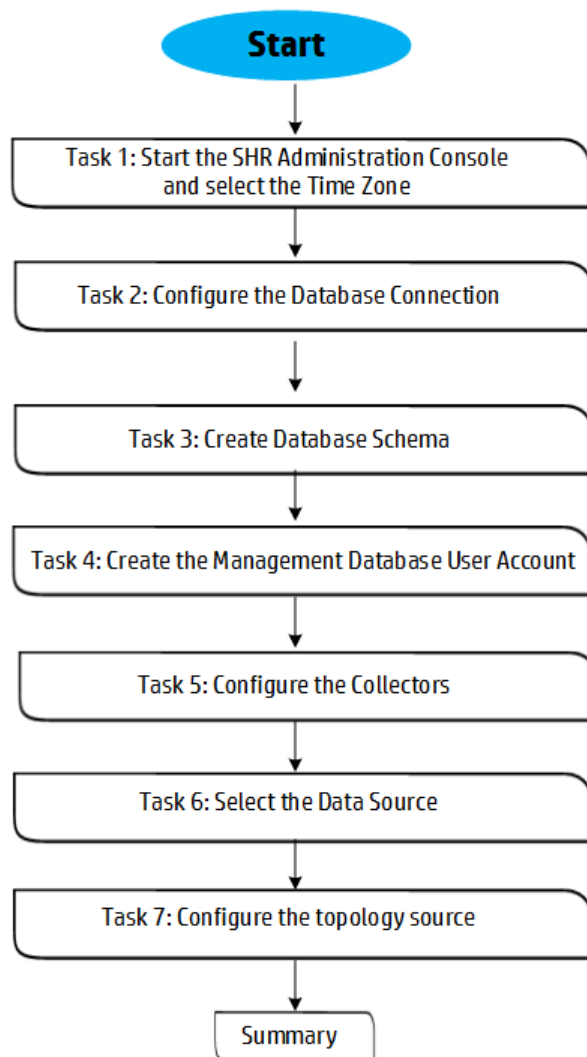 Start
Task 1: Start the SHR Administration Console
and select the Time Zone
Task 2: Configure the Database Connection
Task 3: Create Database Schema
Task 4: Create the Management Database User Account
Task 5: Configure the Collectors
Task 6: Select the Data Source
Task 7: Configure the topology source
Summary